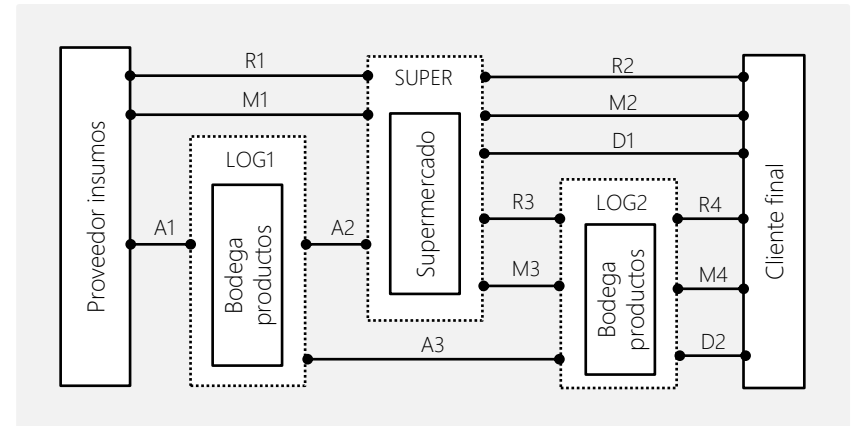 Proveedor insumos
R1
M1
A1
LOG1
Bodega
productos
A2
SUPER
Supermercado
R2
M2
D1
R3
M3
A3
LOG2
Bodega
productos
R4
M4
D2
Cliente final